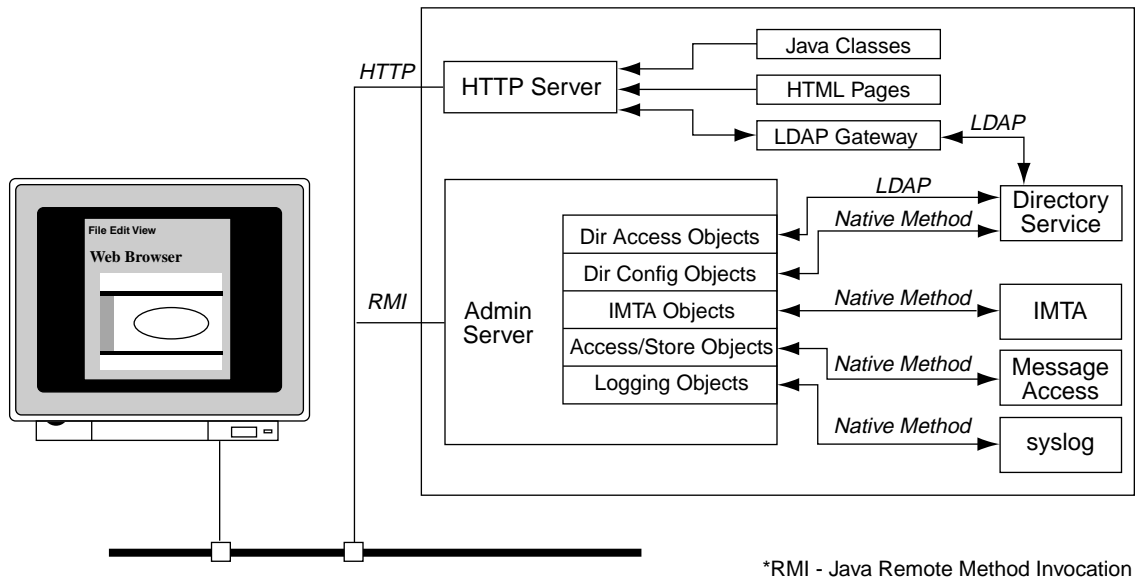 Java Classes
HTTP
HTTP Server
HTML Pages
LDAP Gateway
LDAP
LDAP
Directory
Service
Native Method
File Edit View
Web Browser
Dir Access Objects
Dir Config Objects
RMI
Admin
Server
IMTA Objects
Native Method
IMTA
Access/Store Objects
Native Method
Message
Access
Logging Objects
Native Method
syslog
*RMI - Java Remote Method Invocation